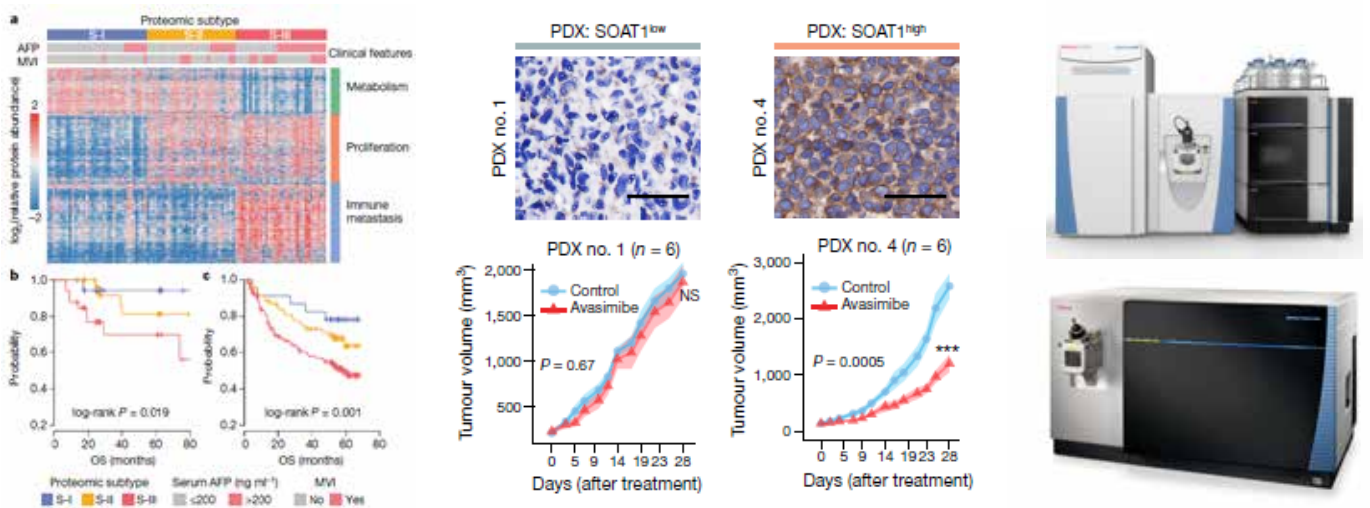 a
Proteomic subtype
S-I S-II S-III
AFP
MVI
Clinical features
Metabolism
Proliferation
Immune
metastasis
log₂(relative protein abundance)
2
−2
b
1.0
0.8
0.6
0.4
0.2
Probability
log-rank P = 0.019
0 20 40 60 80
OS (months)
c
1.0
0.8
0.6
0.4
0.2
Probability
log-rank P = 0.001
0 20 40 60 80
OS (months)
Proteomic subtype
S-I S-II S-III
Serum AFP (ng ml⁻¹)
≤200 >200
MVI
No Yes
PDX: SOAT1low
PDX no. 1
PDX: SOAT1high
PDX no. 4
PDX no. 1 (n = 6)
Tumour volume (mm³)
2,000
1,500
1,000
500
Control
Avasimibe
NS
P = 0.67
0 5 9 14 19 23 28
Days (after treatment)
PDX no. 4 (n = 6)
Tumour volume (mm³)
3,000
2,000
1,000
0
Control
Avasimibe
***
P = 0.0005
0 5 9 14 19 23 28
Days (after treatment)